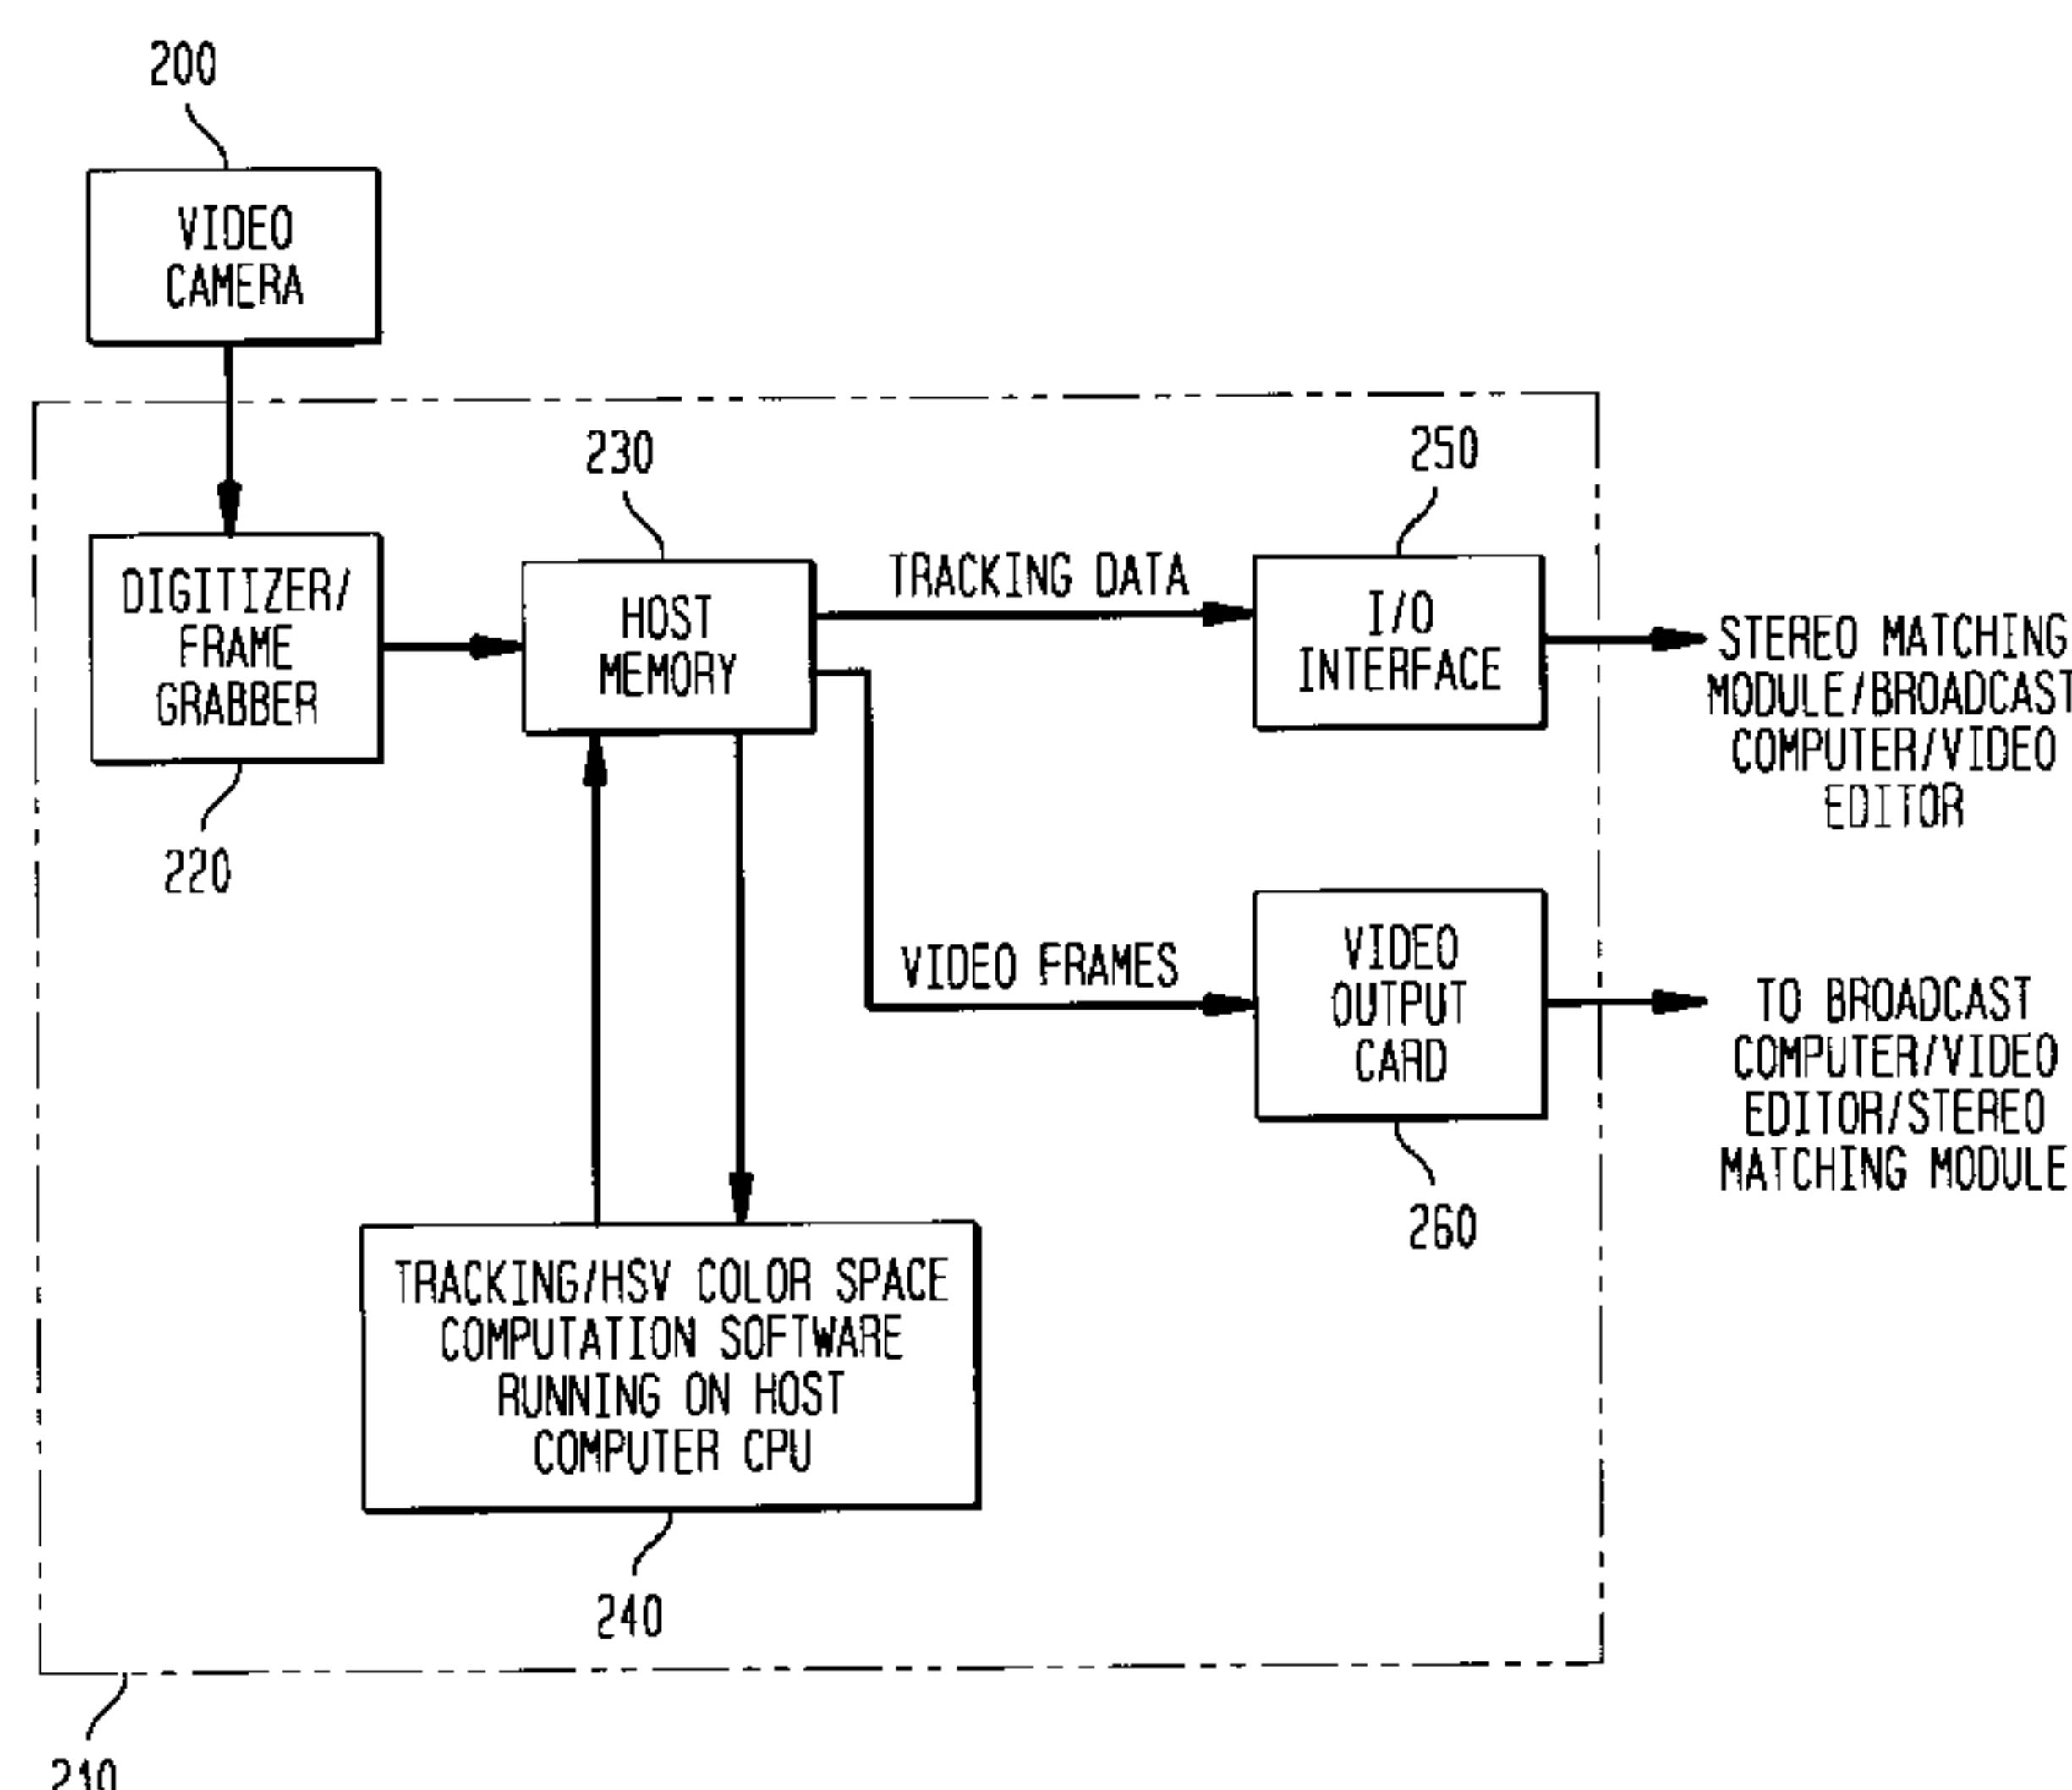 200
VIDEO
CAMERA
230
250
DIGITIZER/
FRAME
GRABBER
220
HOST
MEMORY
TRACKING DATA
I/O
INTERFACE
STEREO MATCHING
MODULE/BROADCAST
COMPUTER/VIDEO
EDITOR
VIDEO FRAMES
VIDEO
OUTPUT
CARD
260
TO BROADCAST
COMPUTER/VIDEO
EDITOR/STEREO
MATCHING MODULE
TRACKING/HSV COLOR SPACE
COMPUTATION SOFTWARE
RUNNING ON HOST
COMPUTER CPU
240
210